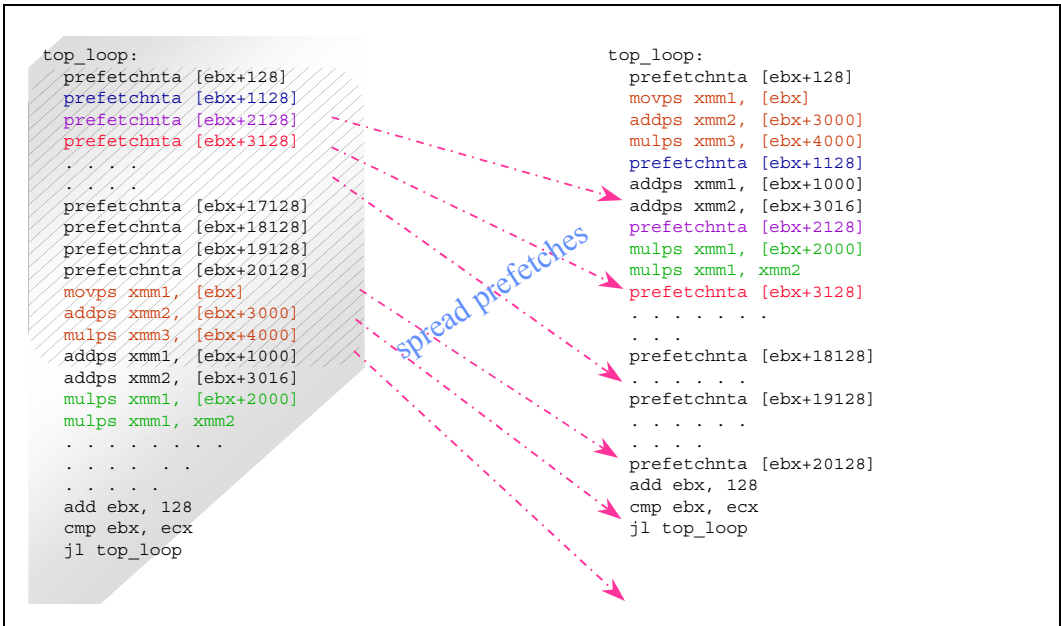 top_loop:
prefetchnta [ebx+128]
prefetchnta [ebx+1128]
prefetchnta [ebx+2128]
prefetchnta [ebx+3128]
. . . .
. . . .
prefetchnta [ebx+17128]
prefetchnta [ebx+18128]
prefetchnta [ebx+19128]
prefetchnta [ebx+20128]
movps xmm1, [ebx]
addps xmm2, [ebx+3000]
mulps xmm3, [ebx+4000]
addps xmm1, [ebx+1000]
addps xmm2, [ebx+3016]
mulps xmm1, [ebx+2000]
mulps xmm1, xmm2
. . . . . . . .
. . . . . .
. . . . .
add ebx, 128
cmp ebx, ecx
jl top_loop
spread prefetches
top_loop:
prefetchnta [ebx+128]
movps xmm1, [ebx]
addps xmm2, [ebx+3000]
mulps xmm3, [ebx+4000]
prefetchnta [ebx+1128]
addps xmm1, [ebx+1000]
addps xmm2, [ebx+3016]
prefetchnta [ebx+2128]
mulps xmm1, [ebx+2000]
mulps xmm1, xmm2
prefetchnta [ebx+3128]
. . . . . . .
. . .
prefetchnta [ebx+18128]
. . . . . .
prefetchnta [ebx+19128]
. . . . . .
. . . .
prefetchnta [ebx+20128]
add ebx, 128
cmp ebx, ecx
jl top_loop